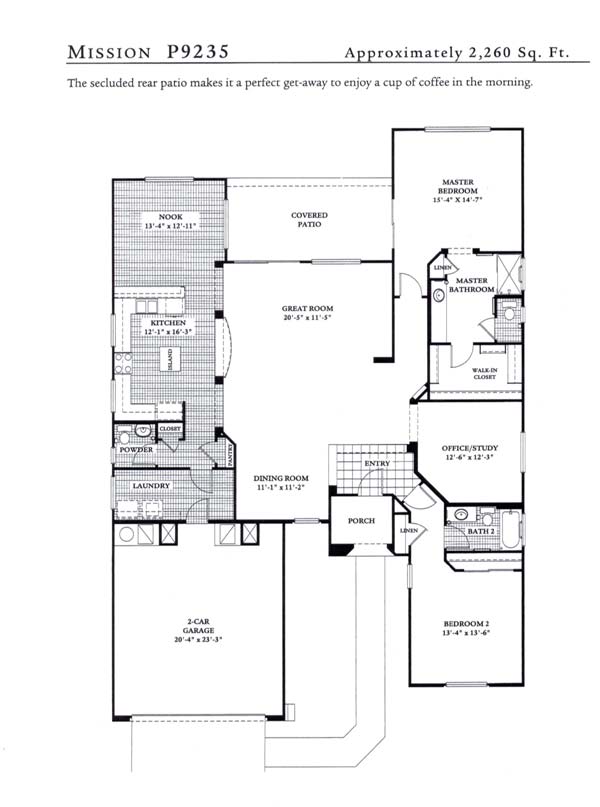 MISSION P9235
Approximately 2,260 Sq. Ft.
The secluded rear patio makes it a perfect get-away to enjoy a cup of coffee in the morning.
MASTER
BEDROOM
15'-4" X 14'-7"
NOOK
13'-4" x 12'-11"
COVERED
PATIO
LINEN
MASTER
BATHROOM
GREAT ROOM
20'-5" x 11'-5"
KITCHEN
12'-1" x 16'-3"
ISLAND
WALK-IN
CLOSET
CLOSET
POWDER
PANTRY
OFFICE/STUDY
12'-6" x 12'-3"
ENTRY
LAUNDRY
DINING ROOM
11'-1" x 11'-2"
PORCH
LINEN
BATH 2
2-CAR
GARAGE
20'-4" x 23'-3"
BEDROOM 2
13'-4" x 13'-6"